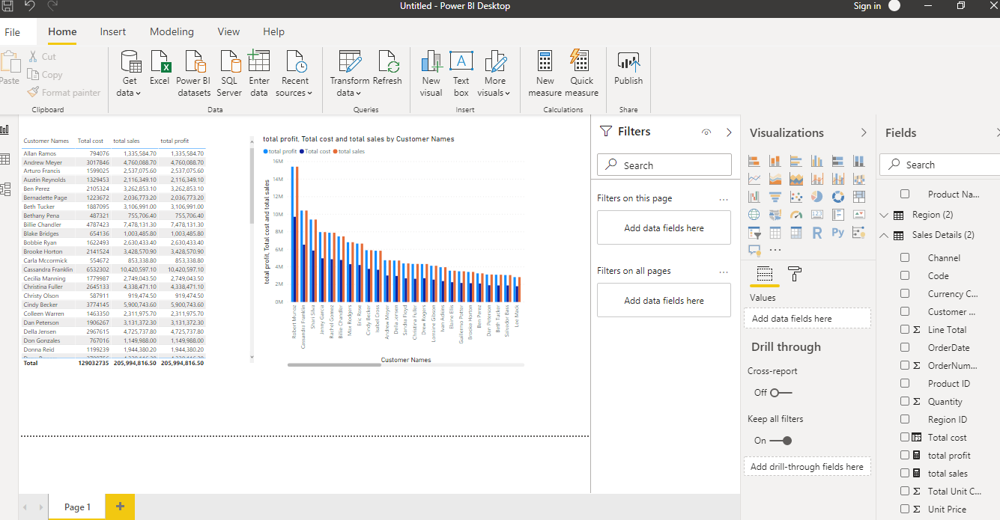 Untitled - Power BI Desktop
Sign in
File Home Insert Modeling View Help
Paste
Cut
Copy
Format painter
Clipboard
Get data
Excel
Power BI datasets
SQL Server
Enter data
Recent sources
Data
Transform data
Refresh
Queries
New visual
Text box
More visuals
Insert
New measure
Quick measure
Calculations
Publish
Share
Customer Names Total cost total sales total profit
Allan Ramos 794076 1,335,584.70 1,335,584.70
Andrew Meyer 3017846 4,760,088.70 4,760,088.70
Arturo Francis 1599025 2,537,075.60 2,537,075.60
Austin Reynolds 1329453 2,116,349.10 2,116,349.10
Ben Perez 2105324 3,262,853.10 3,262,853.10
Bernadette Page 1223672 2,036,773.20 2,036,773.20
Beth Tucker 1887095 3,106,991.00 3,106,991.00
Bethany Pena 487321 755,706.40 755,706.40
Billie Chandler 4787423 7,478,131.30 7,478,131.30
Blake Bridges 654136 1,003,485.80 1,003,485.80
Bobbie Ryan 1622493 2,630,433.40 2,630,433.40
Brooke Horton 2141524 3,428,570.90 3,428,570.90
Carla Mccormick 554672 853,338.80 853,338.80
Cassandra Franklin 6532302 10,420,597.10 10,420,597.10
Cecilia Manning 1779987 2,749,043.50 2,749,043.50
Christina Fuller 2645133 4,338,471.10 4,338,471.10
Christy Olson 587911 919,474.50 919,474.50
Cindy Becker 3774145 5,900,743.60 5,900,743.60
Colleen Warren 1463350 2,311,975.70 2,311,975.70
Dan Peterson 1906267 3,131,372.30 3,131,372.30
Della Jensen 2967615 4,725,737.80 4,725,737.80
Don Gonzales 767016 1,149,988.00 1,149,988.00
Donna Reid 1199239 1,944,380.20 1,944,380.20
Total 129032735 205,994,816.50 205,994,816.50
total profit, Total cost and total sales by Customer Names
total profit Total cost total sales
total profit, Total cost and total sales
16M
14M
12M
10M
8M
6M
4M
2M
0M
Robert Munoz
Cassandra Franklin
Shari Silva
Jenny Garcia
Rachel Gomez
Billie Chandler
Max Rodgers
Eric Rose
Cindy Becker
Isabel Cross
Andrew Meyer
Della Jensen
Sandra Floyd
Christina Fuller
Drew Rogers
Lorraine Gibson
Ivan Adkins
Elaine Ellis
Guillermo Potter
Brooke Horton
Ben Perez
Dan Peterson
Beth Tucker
Salvador Bass
Lee Mack
Customer Names
Page 1
Filters
Search
Filters on this page
Add data fields here
Filters on all pages
Add data fields here
Visualizations
123
R Py
Values
Add data fields here
Drill through
Cross-report
Off
Keep all filters
On
Add drill-through fields here
Fields
Search
Product Na...
Region (2)
Sales Details (2)
Channel
Code
Currency C...
Customer ...
Line Total
OrderDate
OrderNum...
Product ID
Quantity
Region ID
Total cost
total profit
total sales
Total Unit C...
Unit Price